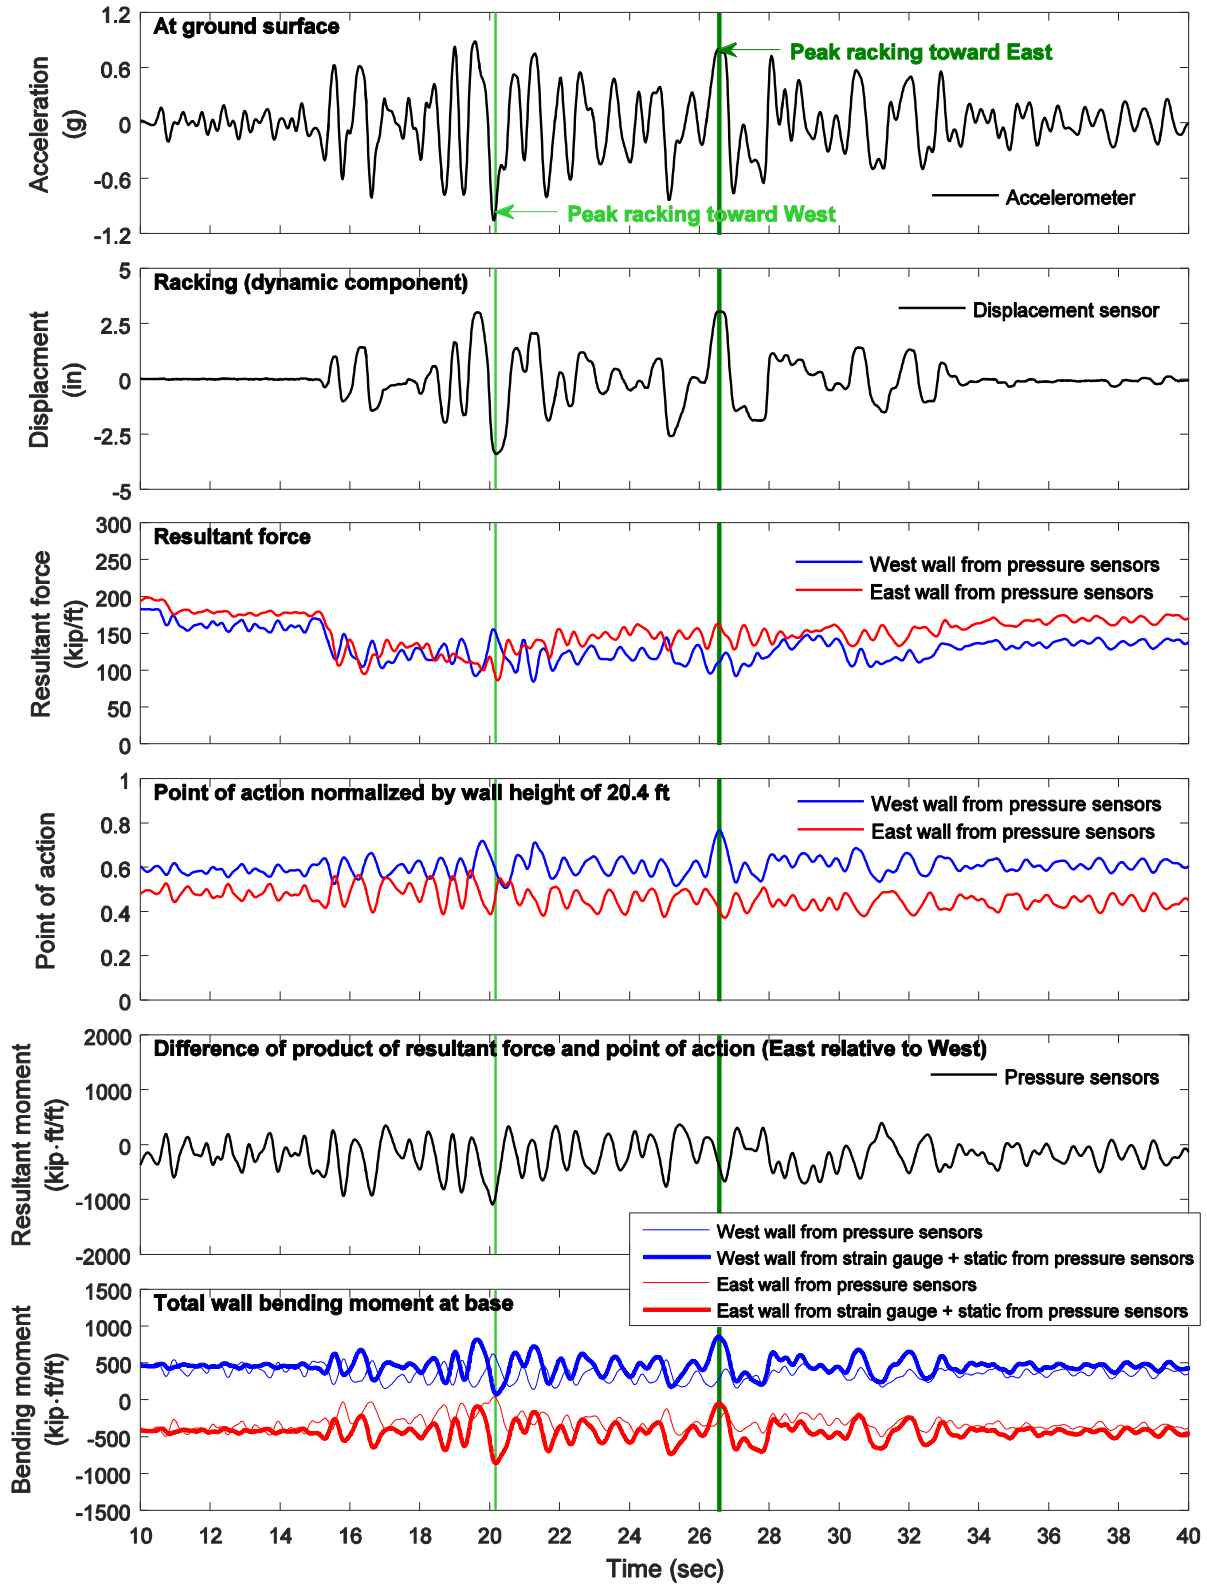 1.2
0.6
0
-0.6
-1.2
Acceleration
(g)
At ground surface
Peak racking toward East
Peak racking toward West
Accelerometer
5
2.5
0
-2.5
-5
Displacment
(in)
Racking (dynamic component)
Displacement sensor
300
250
200
150
100
50
0
Resultant force
(kip/ft)
Resultant force
West wall from pressure sensors
East wall from pressure sensors
1
0.8
0.6
0.4
0.2
0
Point of action
Point of action normalized by wall height of 20.4 ft
West wall from pressure sensors
East wall from pressure sensors
2000
1000
0
-1000
-2000
Resultant moment
(kip·ft/ft)
Difference of product of resultant force and point of action (East relative to West)
Pressure sensors
West wall from pressure sensors
West wall from strain gauge + static from pressure sensors
East wall from pressure sensors
East wall from strain gauge + static from pressure sensors
1500
1000
500
0
-500
-1000
-1500
Bending moment
(kip·ft/ft)
Total wall bending moment at base
10 12 14 16 18 20 22 24 26 28 30 32 34 36 38 40
Time (sec)